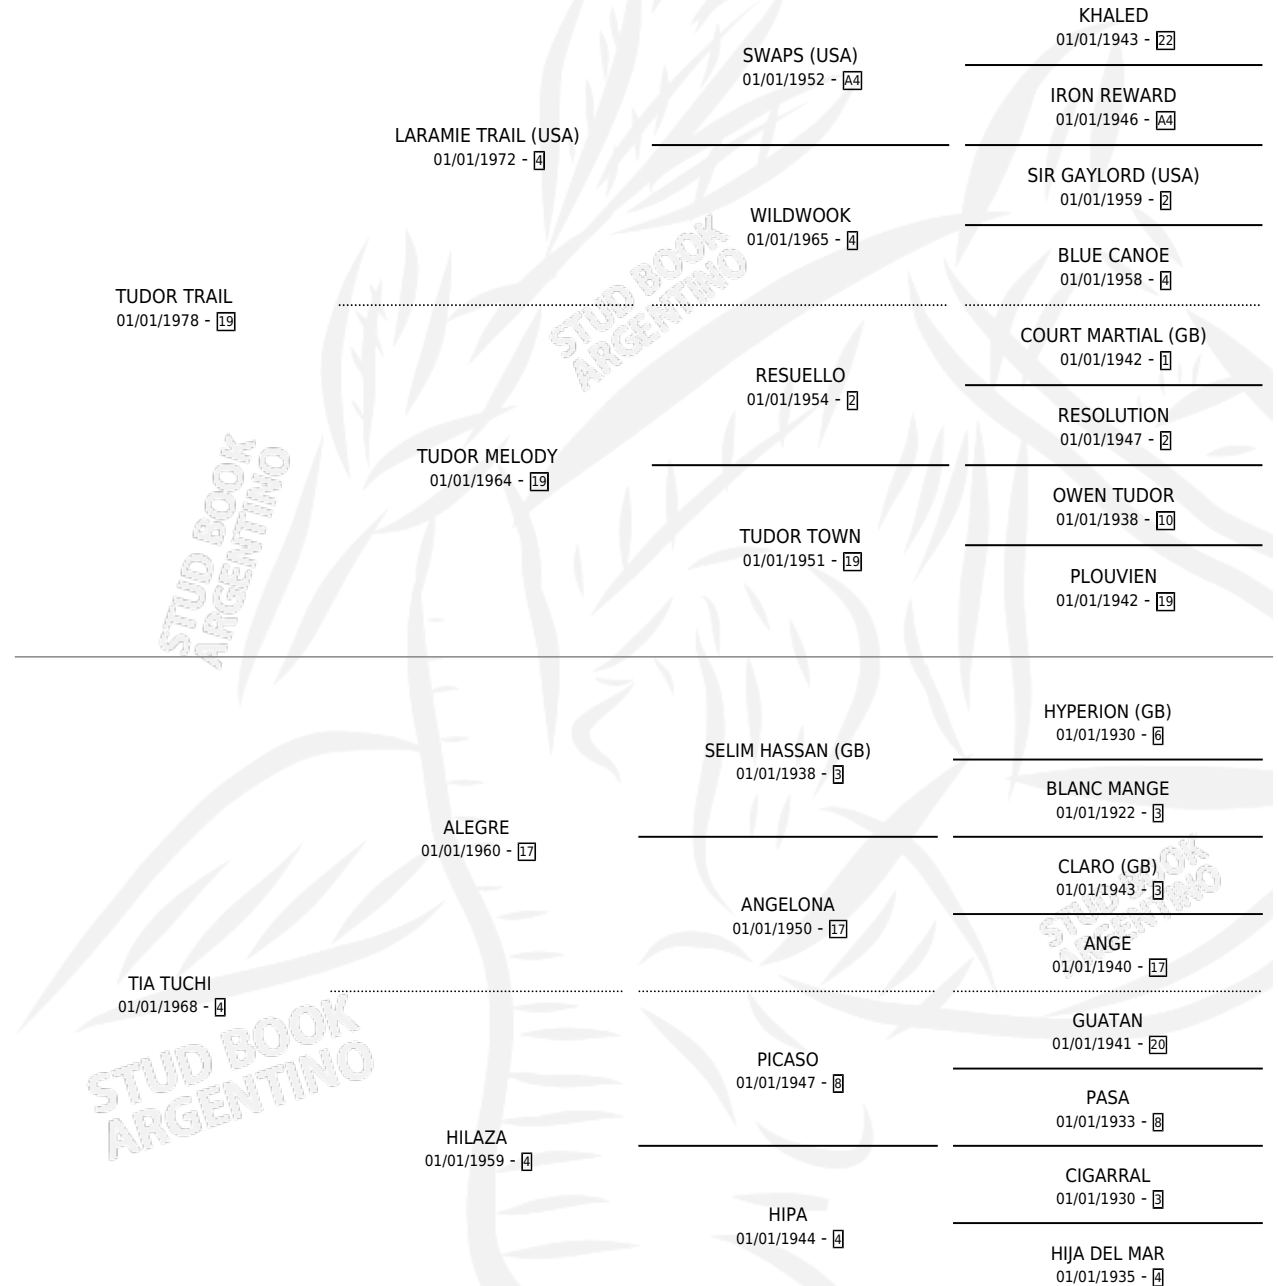 KHALED
01/01/1943 - 22
SWAPS (USA)
01/01/1952 - A4
IRON REWARD
01/01/1946 - A4
LARAMIE TRAIL (USA)
01/01/1972 - 4
SIR GAYLORD (USA)
01/01/1959 - 2
WILDWOOK
01/01/1965 - 4
BLUE CANOE
01/01/1958 - 4
TUDOR TRAIL
01/01/1978 - 19
STUD BOOK
ARGENTINO
COURT MARTIAL (GB)
01/01/1942 - 1
RESUELLO
01/01/1954 - 2
RESOLUTION
01/01/1947 - 2
TUDOR MELODY
01/01/1964 - 19
OWEN TUDOR
01/01/1938 - 10
TUDOR TOWN
01/01/1951 - 19
PLOUVIEN
01/01/1942 - 19
STUD BOOK
ARGENTINO
HYPERION (GB)
01/01/1930 - 6
SELIM HASSAN (GB)
01/01/1938 - 3
BLANC MANGE
01/01/1922 - 3
ALEGRE
01/01/1960 - 17
CLARO (GB)
01/01/1943 - 3
ANGELONA
01/01/1950 - 17
STUD BOOK
ARGENTINO
ANGE
01/01/1940 - 17
TIA TUCHI
01/01/1968 - 4
GUATAN
01/01/1941 - 20
PICASO
01/01/1947 - 8
PASA
01/01/1933 - 8
STUD BOOK
ARGENTINO
HILAZA
01/01/1959 - 4
CIGARRAL
01/01/1930 - 3
HIPA
01/01/1944 - 4
HIJA DEL MAR
01/01/1935 - 4